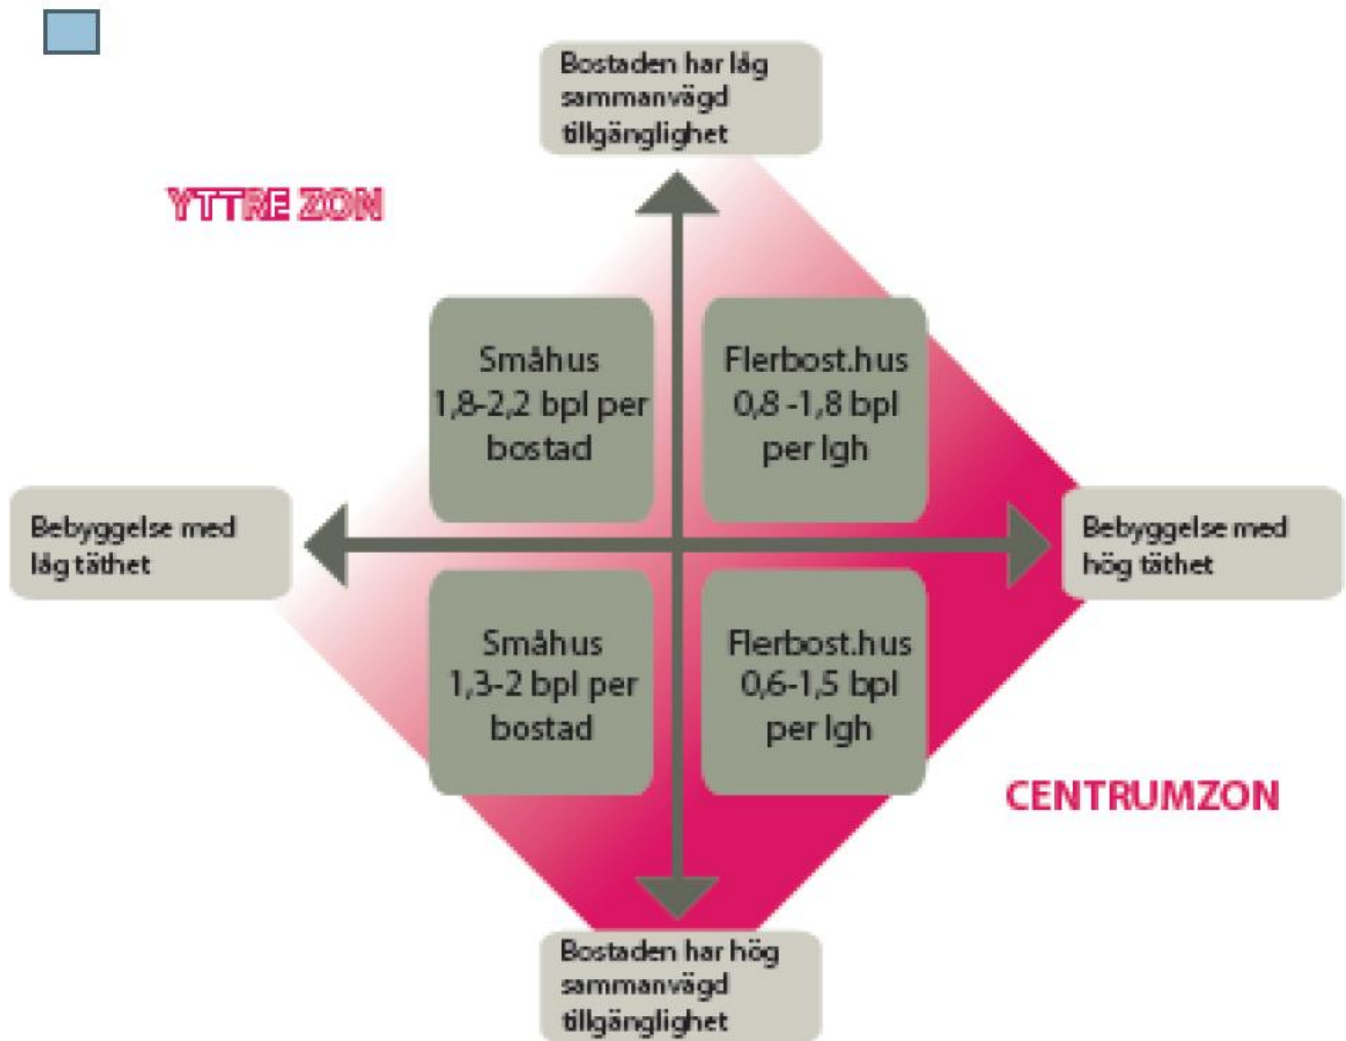 Bostaden har låg
sammanvägd
tillgänglighet
YTTRE ZON
Småhus
1,8-2,2 bpl per
bostad
Flerbost.hus
0,8 -1,8 bpl
per lgh
Bebyggelse med
låg täthet
Bebyggelse med
hög täthet
Småhus
1,3-2 bpl per
bostad
Flerbost.hus
0,6-1,5 bpl
per lgh
CENTRUMZON
Bostaden har hög
sammanvägd
tillgänglighet